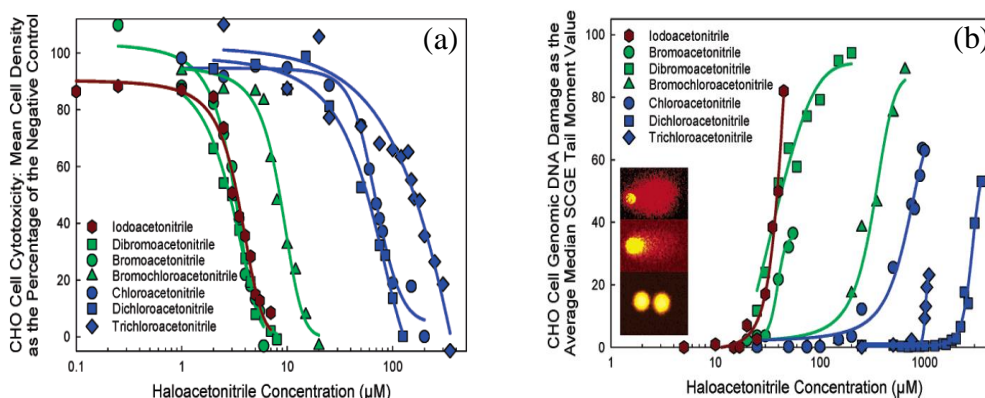 CHO Cell Cytotoxicity: Mean Cell Density
as the Percentage of the Negative Control
100
80
60
40
20
0
(a)
Iodoacetonitrile
Dibromoacetonitrile
Bromoacetonitrile
Bromochloroacetonitrile
Chloroacetonitrile
Dichloroacetonitrile
Trichloroacetonitrile
0.1
1
10
100
Haloacetonitrile Concentration (µM)
CHO Cell Genomic DNA Damage as the
Average Median SCGE Tail Moment Value
100
80
60
40
20
0
(b)
Iodoacetonitrile
Bromoacetonitrile
Dibromoacetonitrile
Bromochloroacetonitrile
Chloroacetonitrile
Dichloroacetonitrile
Trichloroacetonitrile
1
10
100
1000
Haloacetonitrile Concentration (µM)